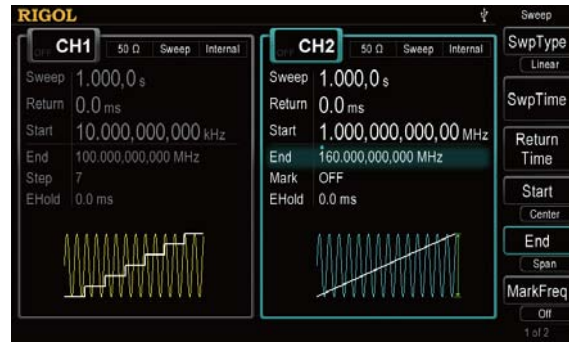 RIGOL
Sweep
OFF CH1 50 Ω Sweep Internal
Sweep 1.000,0 s
Return 0.0 ms
Start 10.000,000,000 kHz
End 100.000,000,000 MHz
Step 7
EHold 0.0 ms
OFF CH2 50 Ω Sweep Internal
Sweep 1.000,0 s
Return 0.0 ms
Start 1.000,000,000,00 MHz
End 160.000,000,000 MHz
Mark OFF
EHold 0.0 ms
SwpType
Linear
SwpTime
Return
Time
Start
Center
End
Span
MarkFreq
Off
1 of 2